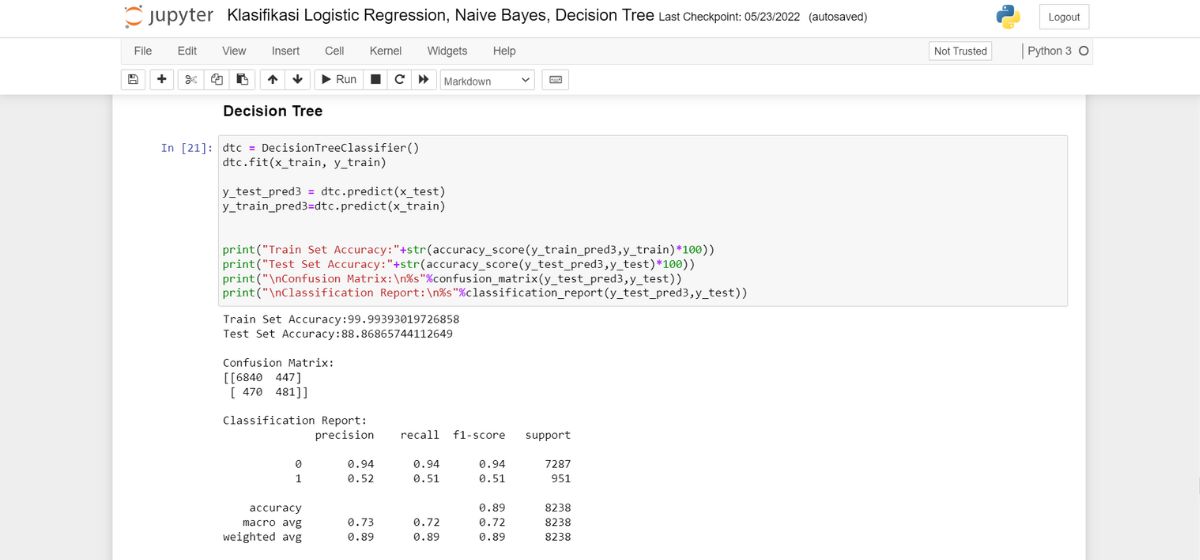 jupyter Klasifikasi Logistic Regression, Naive Bayes, Decision Tree Last Checkpoint: 05/23/2022 (autosaved) Logout
File Edit View Insert Cell Kernel Widgets Help Not Trusted Python 3
Run Markdown
Decision Tree
In [21]: dtc = DecisionTreeClassifier()
dtc.fit(x_train, y_train)
y_test_pred3 = dtc.predict(x_test)
y_train_pred3=dtc.predict(x_train)
print("Train Set Accuracy:"+str(accuracy_score(y_train_pred3,y_train)*100))
print("Test Set Accuracy:"+str(accuracy_score(y_test_pred3,y_test)*100))
print("\nConfusion Matrix:\n%s"%confusion_matrix(y_test_pred3,y_test))
print("\nClassification Report:\n%s"%classification_report(y_test_pred3,y_test))
Train Set Accuracy:99.99393019726858
Test Set Accuracy:88.86865744112649
Confusion Matrix:
[[6840 447]
[ 470 481]]
Classification Report:
precision recall f1-score support
0 0.94 0.94 0.94 7287
1 0.52 0.51 0.51 951
accuracy 0.89 8238
macro avg 0.73 0.72 0.72 8238
weighted avg 0.89 0.89 0.89 8238